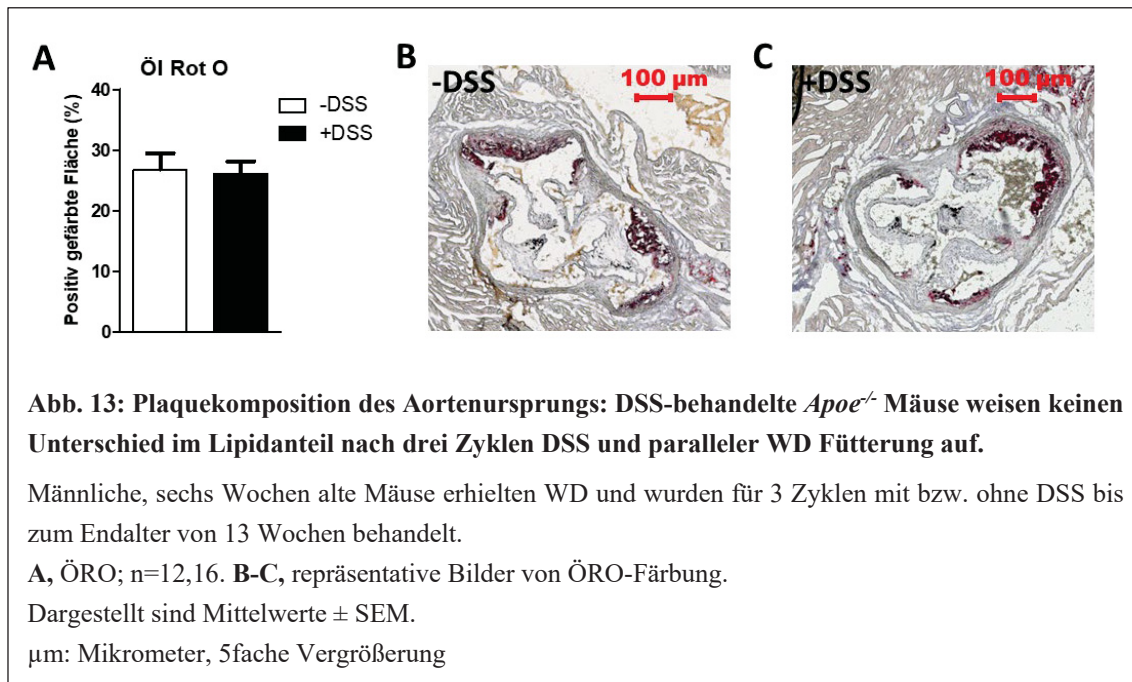 A
Öl Rot O
Positiv gefärbte Fläche (%)
40
30
20
10
0
-DSS
+DSS
B
-DSS
100 µm
C
+DSS
100 µm
Abb. 13: Plaquekomposition des Aortenursprungs: DSS-behandelte Apoe-/- Mäuse weisen keinen
Unterschied im Lipidanteil nach drei Zyklen DSS und paralleler WD Fütterung auf.
Männliche, sechs Wochen alte Mäuse erhielten WD und wurden für 3 Zyklen mit bzw. ohne DSS bis
zum Endalter von 13 Wochen behandelt.
A, ÖRO; n=12,16. B-C, repräsentative Bilder von ÖRO-Färbung.
Dargestellt sind Mittelwerte ± SEM.
µm: Mikrometer, 5fache Vergrößerung